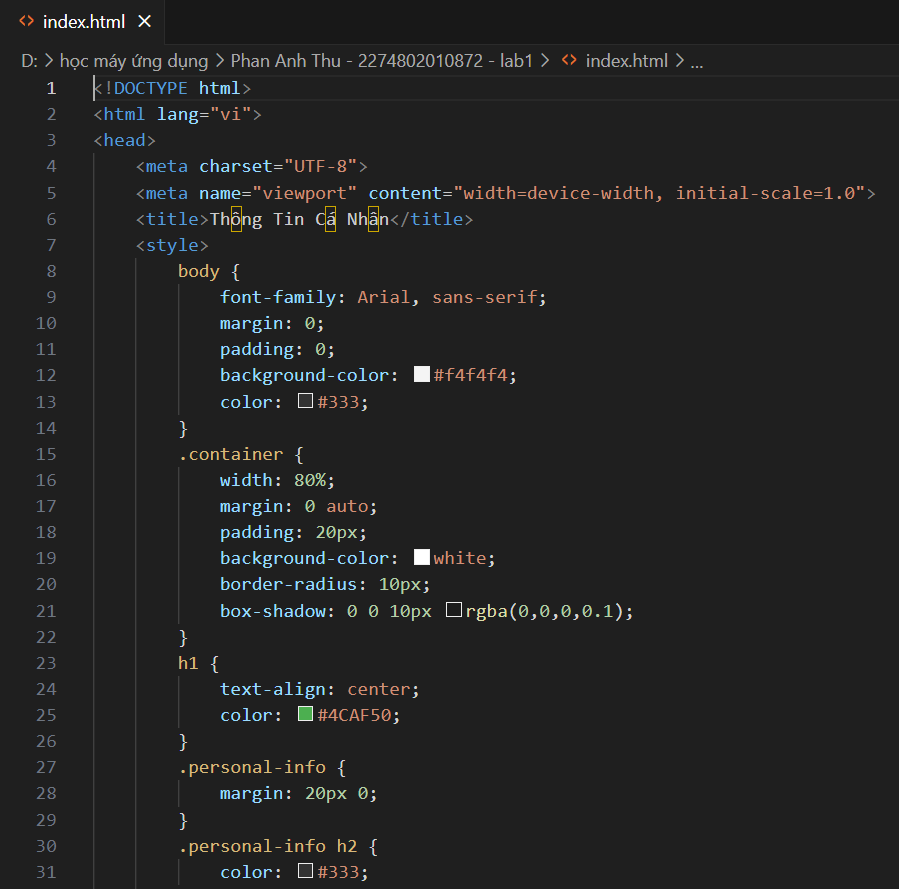 index.html
D: > học máy ứng dụng > Phan Anh Thu - 2274802010872 - lab1 > index.html > ...
1 <!DOCTYPE html>
2 <html lang="vi">
3 <head>
4     <meta charset="UTF-8">
5     <meta name="viewport" content="width=device-width, initial-scale=1.0">
6     <title>Thông Tin Cá Nhân</title>
7     <style>
8         body {
9             font-family: Arial, sans-serif;
10             margin: 0;
11             padding: 0;
12             background-color: #f4f4f4;
13             color: #333;
14         }
15         .container {
16             width: 80%;
17             margin: 0 auto;
18             padding: 20px;
19             background-color: white;
20             border-radius: 10px;
21             box-shadow: 0 0 10px rgba(0,0,0,0.1);
22         }
23         h1 {
24             text-align: center;
25             color: #4CAF50;
26         }
27         .personal-info {
28             margin: 20px 0;
29         }
30         .personal-info h2 {
31             color: #333;